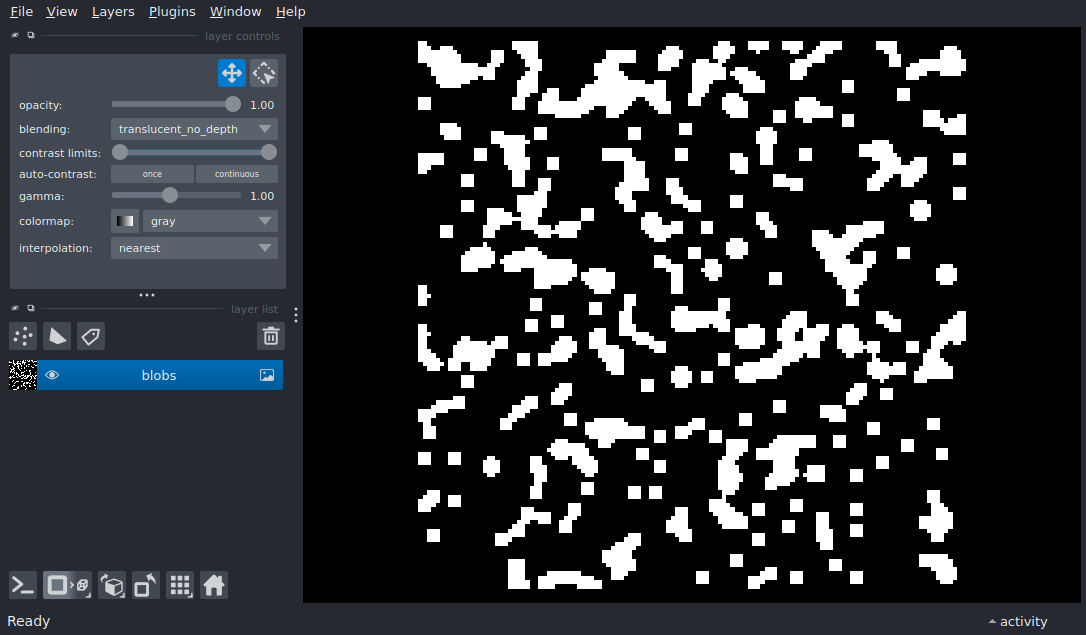 File View Layers Plugins Window Help
layer controls
opacity: 1.00
blending: translucent_no_depth
contrast limits:
auto-contrast: once continuous
gamma: 1.00
colormap: gray
interpolation: nearest
layer list
blobs
Ready
activity